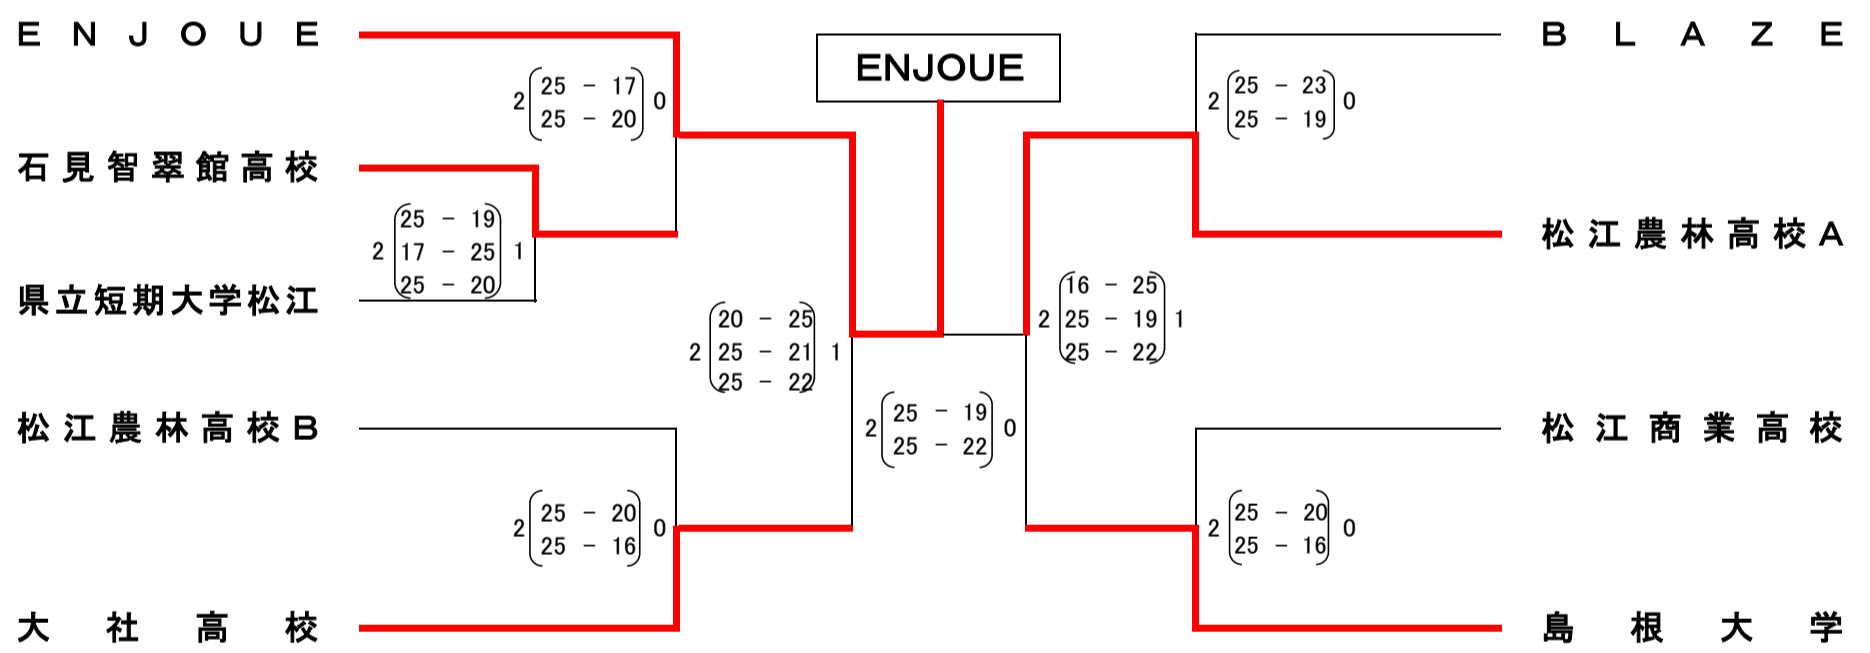 ENJOUE
石見智翠館高校
県立短期大学松江
松江農林高校B
大社高校
2 (25 - 17 0
25 - 20)
2 (25 - 19 1
17 - 25
25 - 20)
2 (20 - 25 1
25 - 21
25 - 22)
2 (25 - 20 0
25 - 16)
ENJOUE
2 (25 - 19 0
25 - 22)
2 (25 - 23 0
25 - 19)
2 (16 - 25 1
25 - 19
25 - 22)
2 (25 - 20 0
25 - 16)
BLAZE
松江農林高校A
松江商業高校
島根大学